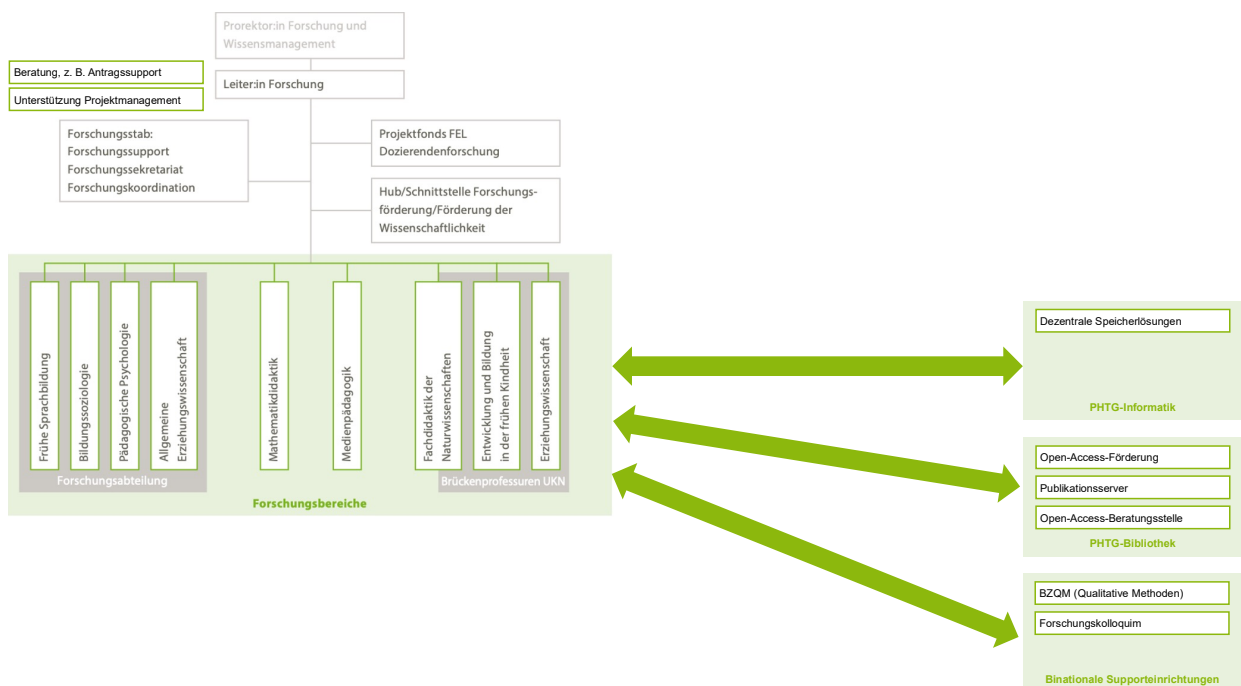 Prorektor:in Forschung und
Wissensmanagement
Beratung, z. B. Antragssupport
Unterstützung Projektmanagement
Leiter:in Forschung
Forschungsstab:
Forschungssupport
Forschungssekretariat
Forschungskoordination
Projektfonds FEL
Dozierendenforschung
Hub/Schnittstelle Forschungs-
förderung/Förderung der
Wissenschaftlichkeit
Frühe Sprachbildung
Bildungssoziologie
Pädagogische Psychologie
Allgemeine
Erziehungswissenschaft
Mathematikdidaktik
Medienpädagogik
Fachdidaktik der
Naturwissenschaften
Entwicklung und Bildung
in der frühen Kindheit
Erziehungswissenschaft
Forschungsabteilung
Brückenprofessuren UKN
Forschungsbereiche
Dezentrale Speicherlösungen
PHTG-Informatik
Open-Access-Förderung
Publikationsserver
Open-Access-Beratungsstelle
PHTG-Bibliothek
BZQM (Qualitative Methoden)
Forschungskolloquim
Binationale Supporteinrichtungen